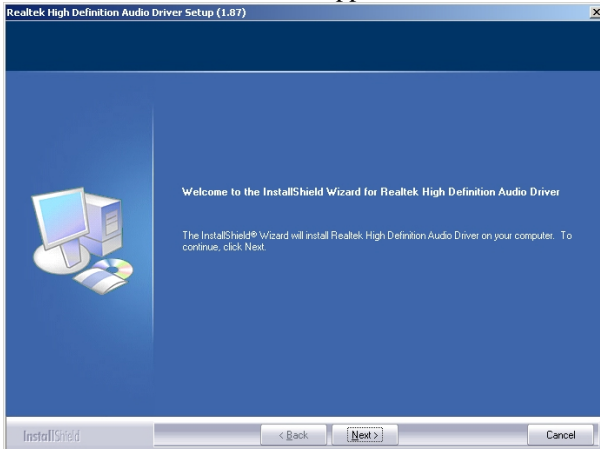 Realtek High Definition Audio Driver Setup (1.87)
Welcome to the InstallShield Wizard for Realtek High Definition Audio Driver
The InstallShield® Wizard will install Realtek High Definition Audio Driver on your computer. To
continue, click Next.
InstallShield
< Back
Next >
Cancel